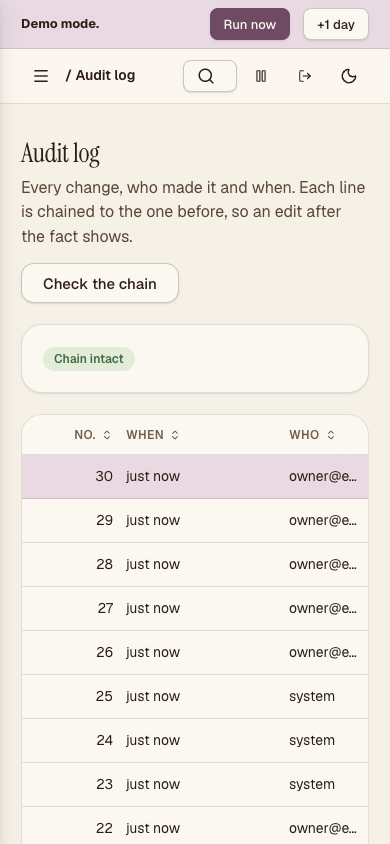 Demo mode.
Run now
+1 day
/ Audit log
Audit log
Every change, who made it and when. Each line
is chained to the one before, so an edit after
the fact shows.
Check the chain
Chain intact
NO. WHEN WHO
30 just now owner@e...
29 just now owner@e...
28 just now owner@e...
27 just now owner@e...
26 just now owner@e...
25 just now system
24 just now system
23 just now system
22 just now owner@e...